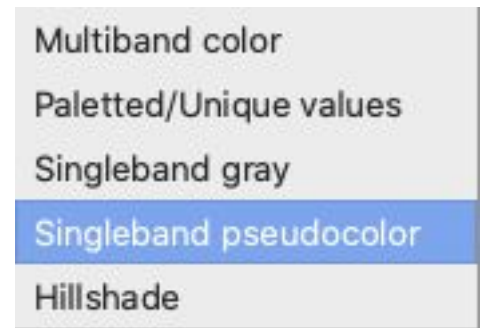 Multiband color
Paletted/Unique values
Singleband gray
Singleband pseudocolor
Hillshade